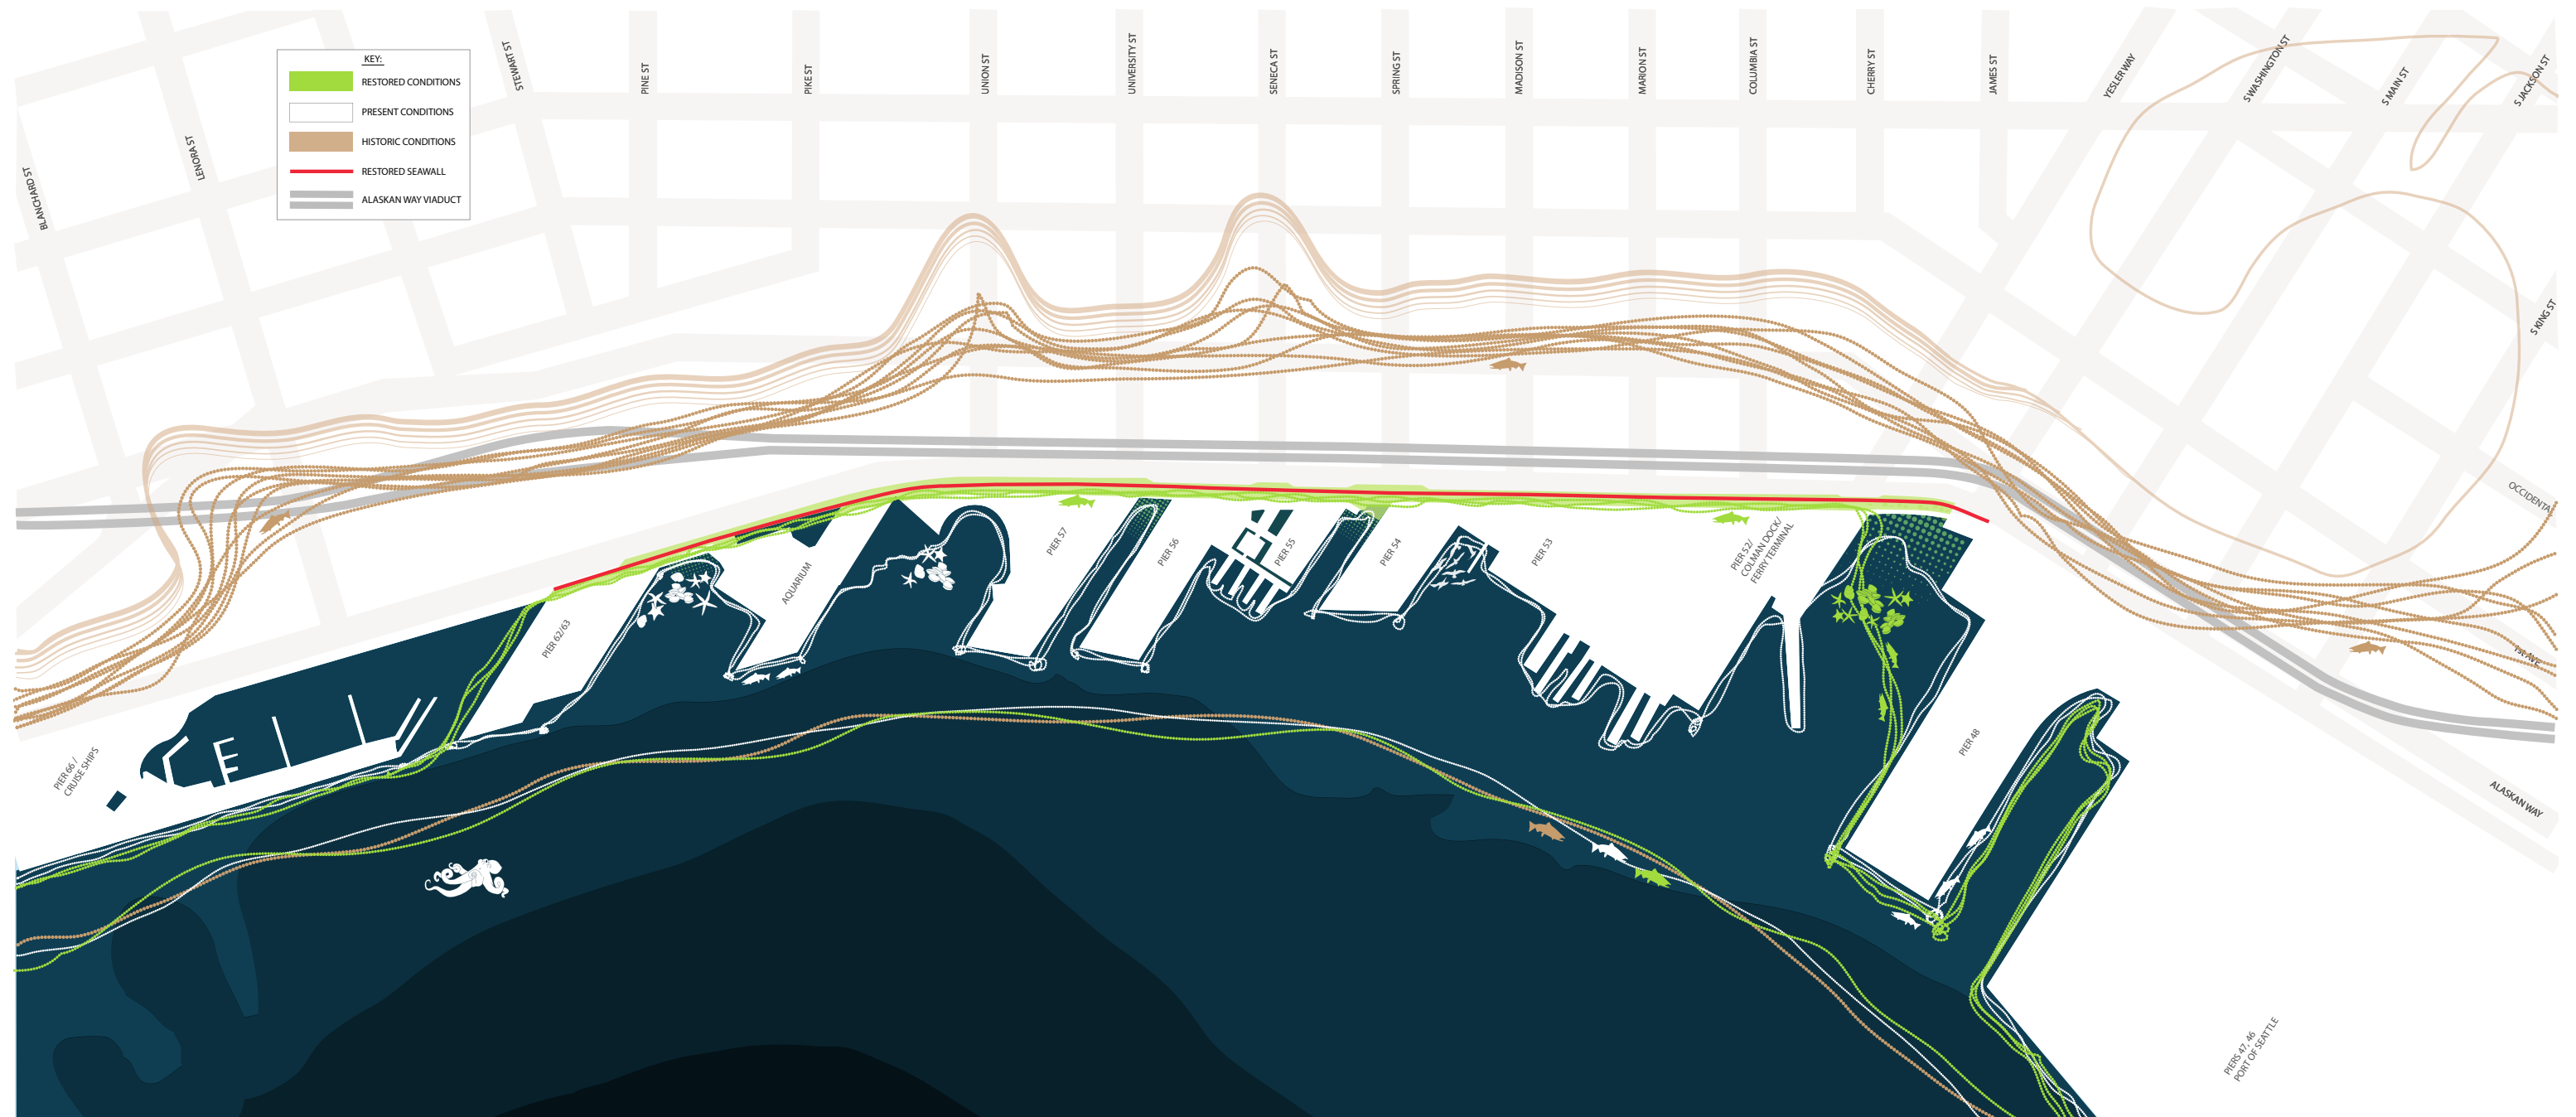 KEY:
RESTORED CONDITIONS
PRESENT CONDITIONS
HISTORIC CONDITIONS
RESTORED SEAWALL
ALASKAN WAY VIADUCT
BLANCHARD ST
LENORA ST
STEWART ST
PINE ST
PIKE ST
UNION ST
UNIVERSITY ST
SENECA ST
SPRING ST
MADISON ST
MARION ST
COLUMBIA ST
CHERRY ST
JAMES ST
YESLER WAY
S WASHINGTON ST
S MAIN ST
S JACKSON ST
S KING ST
OCCIDENTAL
1st AVE
ALASKAN WAY
PIER 66 /
CRUISE SHIPS
PIER 62/63
AQUARIUM
PIER 57
PIER 56
PIER 55
PIER 54
PIER 53
PIER 52/
COLMAN DOCK/
FERRY TERMINAL
PIER 48
PIERS 47, 46
PORT OF SEATTLE